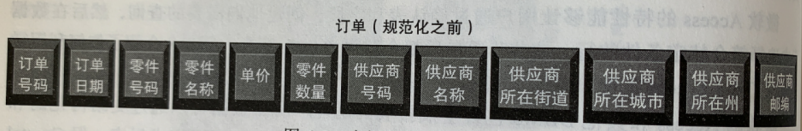 订单（规范化之前）
订单号码
订单日期
零件号码
零件名称
单价
零件数量
供应商号码
供应商名称
供应商所在街道
供应商所在城市
供应商所在州
供应商邮编